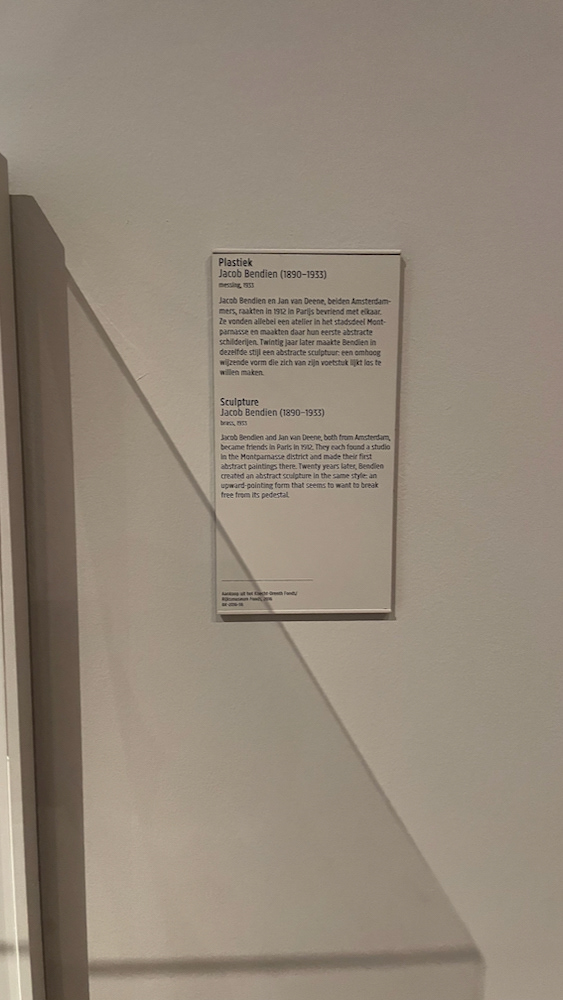 Plastiek
Jacob Bendien (1890–1933)
messing, 1933
Jacob Bendien en Jan van Deene, beiden Amsterdam-
mers, raakten in 1912 in Parijs bevriend met elkaar.
Ze vonden allebei een atelier in het stadsdeel Mont-
parnasse en maakten daar hun eerste abstracte
schilderijen. Twintig jaar later maakte Bendien in
dezelfde stijl een abstracte sculptuur: een omhoog
wijzende vorm die zich van zijn voetstuk lijkt los te
willen maken.
Sculpture
Jacob Bendien (1890–1933)
brass, 1933
Jacob Bendien and Jan van Deene, both from Amsterdam,
became friends in Paris in 1912. They each found a studio
in the Montparnasse district and made their first
abstract paintings there. Twenty years later, Bendien
created an abstract sculpture in the same style: an
upward-pointing form that seems to want to break
free from its pedestal.
Aankoop uit het
Rijksmuseum Fonds,